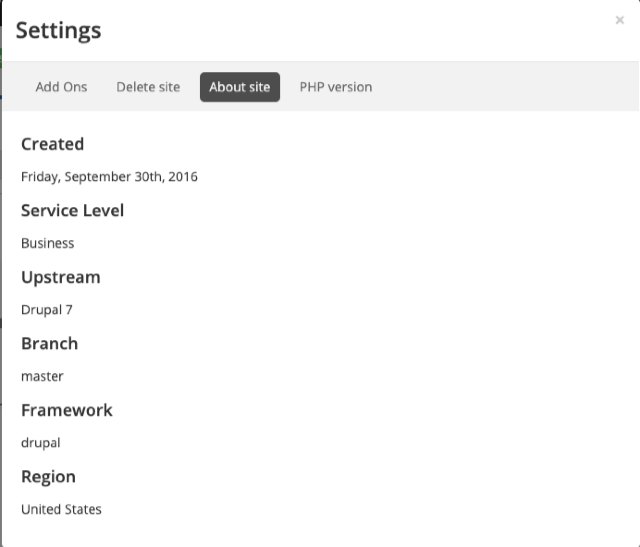 Settings
×
Add Ons Delete site About site PHP version
Created
Friday, September 30th, 2016
Service Level
Business
Upstream
Drupal 7
Branch
master
Framework
drupal
Region
United States